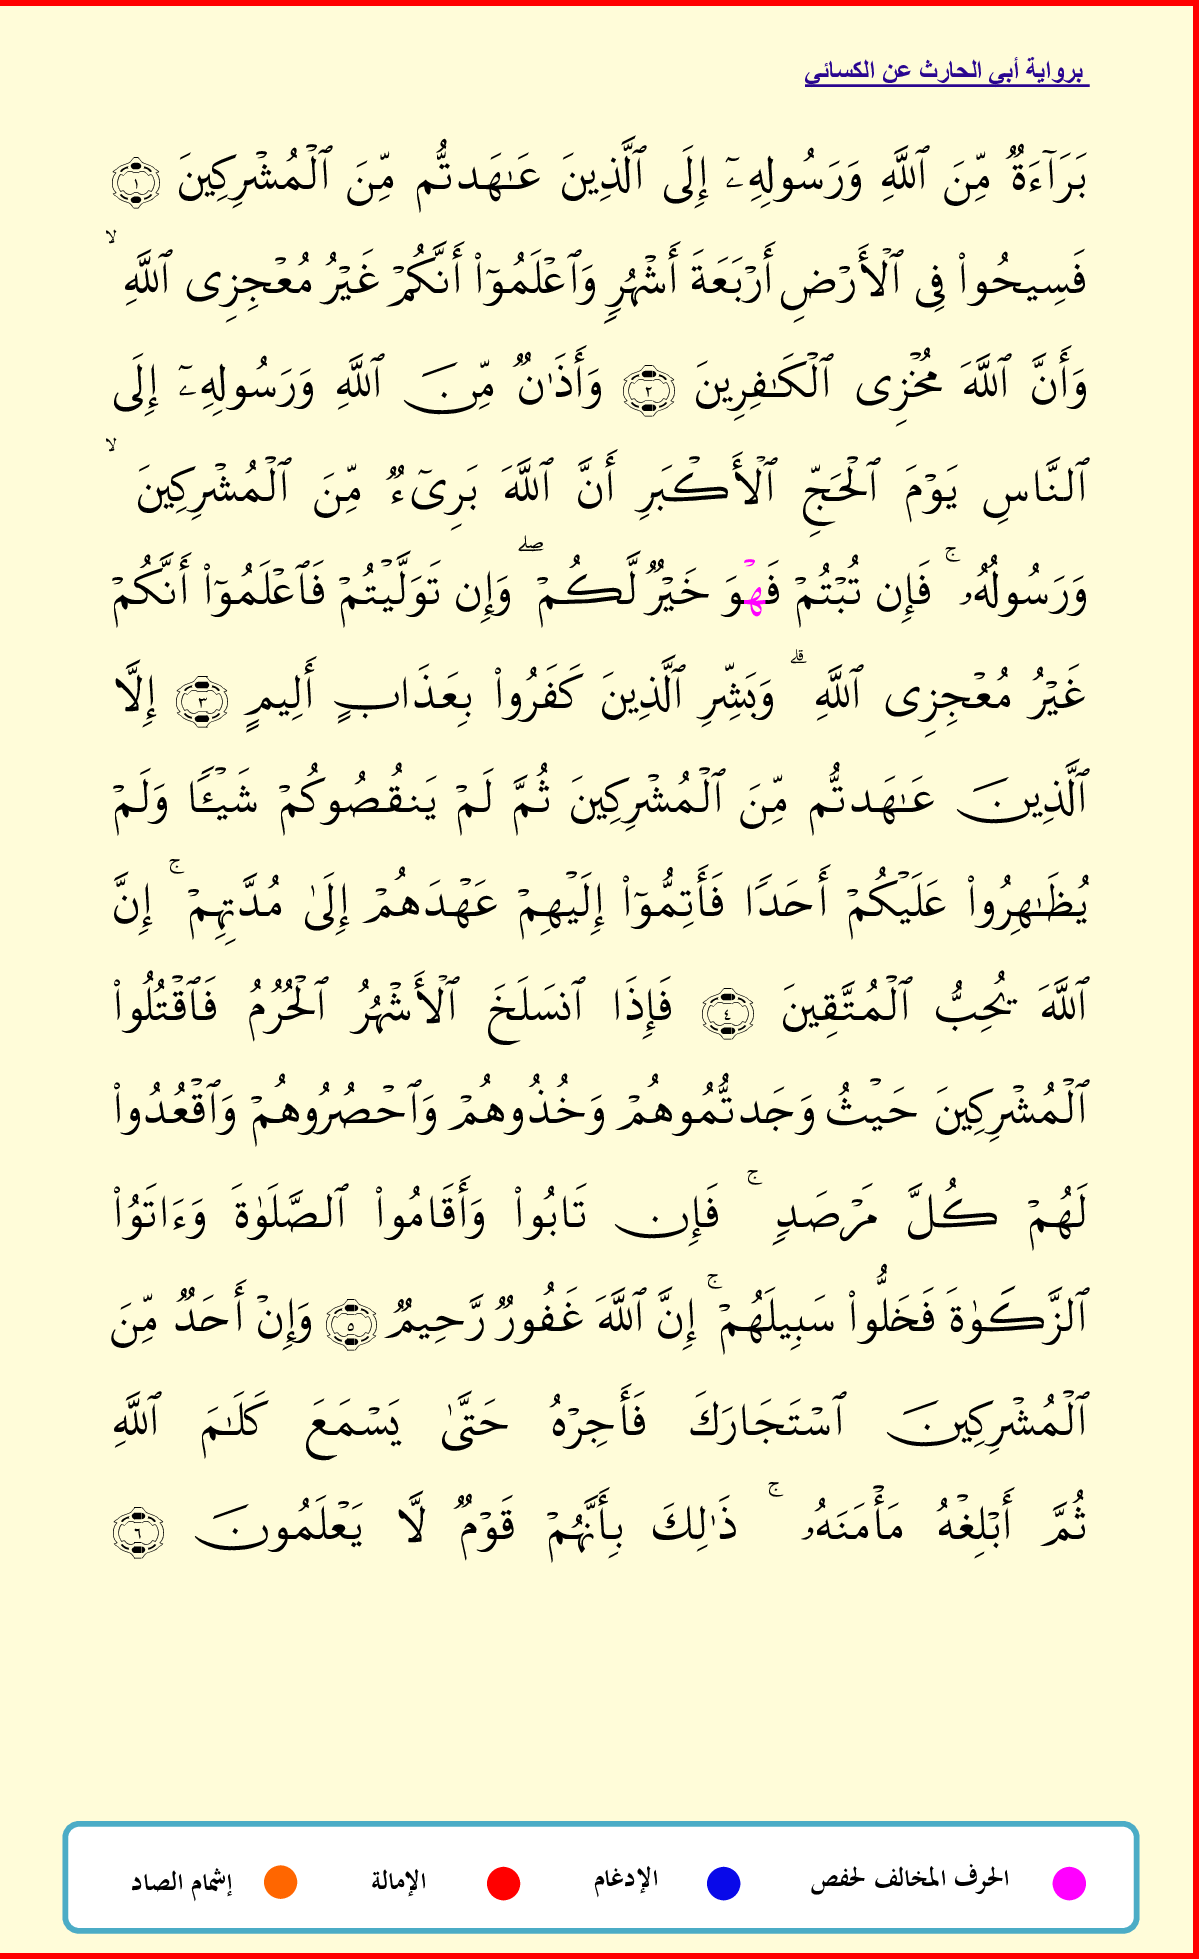 برواية أبي الحارث عن الكسائي
بَرَآءَةٌ مِّنَ ٱللَّهِ وَرَسُولِهِۦٓ إِلَى ٱلَّذِينَ عَـٰهَدتُّم مِّنَ ٱلْمُشْرِكِينَ ١
فَسِيحُوا۟ فِى ٱلْأَرْضِ أَرْبَعَةَ أَشْهُرٍ وَٱعْلَمُوٓا۟ أَنَّكُمْ غَيْرُ مُعْجِزِى ٱللَّهِ ۙ
وَأَنَّ ٱللَّهَ مُخْزِى ٱلْكَـٰفِرِينَ ٢ وَأَذَٰنٌ مِّنَ ٱللَّهِ وَرَسُولِهِۦٓ إِلَى
ٱلنَّاسِ يَوْمَ ٱلْحَجِّ ٱلْأَكْبَرِ أَنَّ ٱللَّهَ بَرِىٓءٌ مِّنَ ٱلْمُشْرِكِينَ ۙ
وَرَسُولُهُۥ ۚ فَإِن تُبْتُمْ فَهْوَ خَيْرٌ لَّكُمْ ۖ وَإِن تَوَلَّيْتُمْ فَٱعْلَمُوٓا۟ أَنَّكُمْ
غَيْرُ مُعْجِزِى ٱللَّهِ ۗ وَبَشِّرِ ٱلَّذِينَ كَفَرُوا۟ بِعَذَابٍ أَلِيمٍ ٣ إِلَّا
ٱلَّذِينَ عَـٰهَدتُّم مِّنَ ٱلْمُشْرِكِينَ ثُمَّ لَمْ يَنقُصُوكُمْ شَيْـًٔا وَلَمْ
يُظَـٰهِرُوا۟ عَلَيْكُمْ أَحَدًا فَأَتِمُّوٓا۟ إِلَيْهِمْ عَهْدَهُمْ إِلَىٰ مُدَّتِهِمْ ۚ إِنَّ
ٱللَّهَ يُحِبُّ ٱلْمُتَّقِينَ ٤ فَإِذَا ٱنسَلَخَ ٱلْأَشْهُرُ ٱلْحُرُمُ فَٱقْتُلُوا۟
ٱلْمُشْرِكِينَ حَيْثُ وَجَدتُّمُوهُمْ وَخُذُوهُمْ وَٱحْصُرُوهُمْ وَٱقْعُدُوا۟
لَهُمْ كُلَّ مَرْصَدٍ ۚ فَإِن تَابُوا۟ وَأَقَامُوا۟ ٱلصَّلَوٰةَ وَءَاتَوُا۟
ٱلزَّكَوٰةَ فَخَلُّوا۟ سَبِيلَهُمْ ۚ إِنَّ ٱللَّهَ غَفُورٌ رَّحِيمٌ ٥ وَإِنْ أَحَدٌ مِّنَ
ٱلْمُشْرِكِينَ ٱسْتَجَارَكَ فَأَجِرْهُ حَتَّىٰ يَسْمَعَ كَلَـٰمَ ٱللَّهِ
ثُمَّ أَبْلِغْهُ مَأْمَنَهُۥ ۚ ذَٰلِكَ بِأَنَّهُمْ قَوْمٌ لَّا يَعْلَمُونَ ٦
الحرف المخالف لحفص الإدغام الإمالة إشمام الصاد